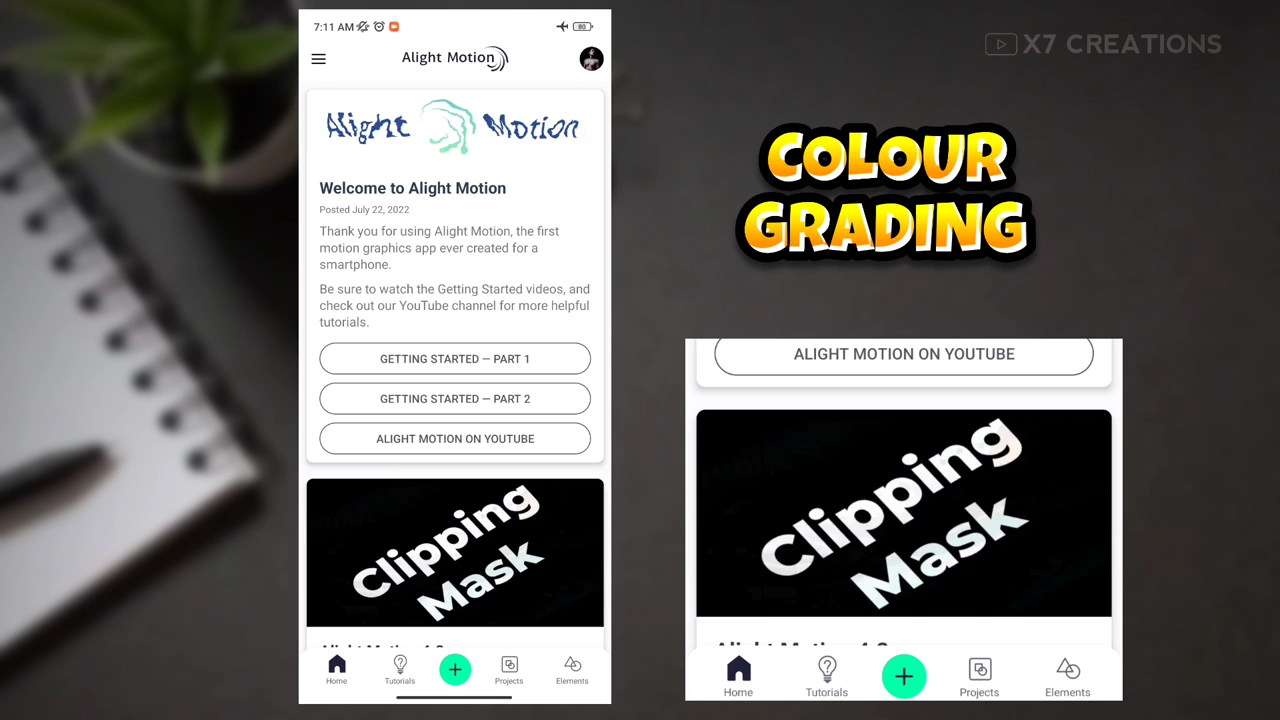 7:11 AM
80
Alight Motion
Alight Motion
Welcome to Alight Motion
Posted July 22, 2022
Thank you for using Alight Motion, the first
motion graphics app ever created for a
smartphone.
Be sure to watch the Getting Started videos, and
check out our YouTube channel for more helpful
tutorials.
GETTING STARTED — PART 1
GETTING STARTED — PART 2
ALIGHT MOTION ON YOUTUBE
Clipping
Mask
Home
Tutorials
Projects
Elements
X7 CREATIONS
COLOUR
GRADING
ALIGHT MOTION ON YOUTUBE
Clipping
Mask
Home
Tutorials
Projects
Elements